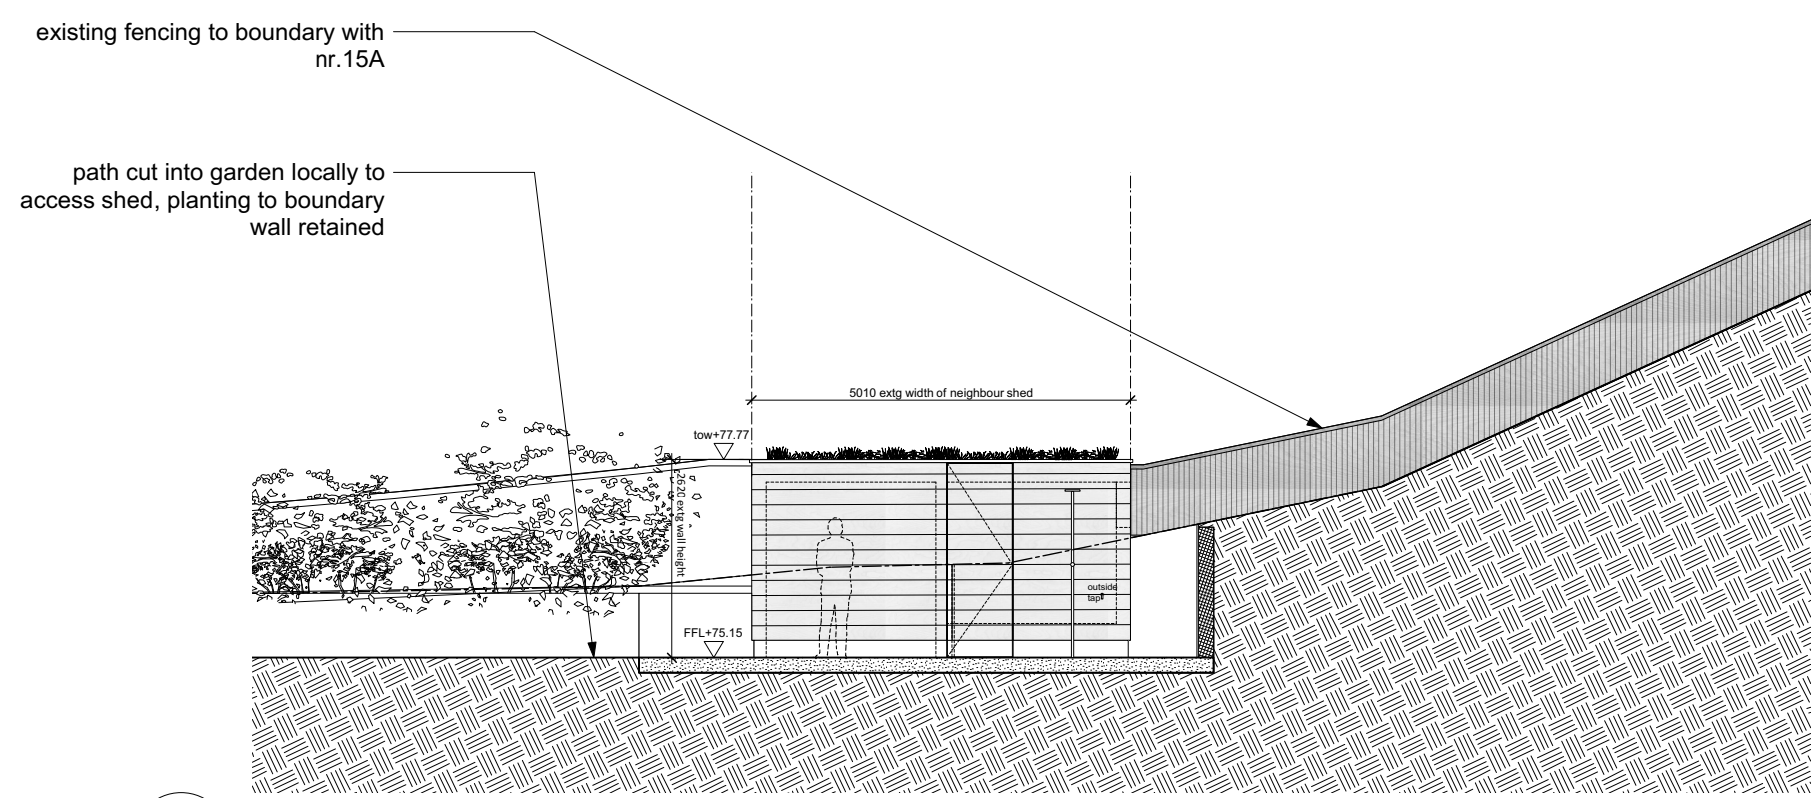 existing fencing to boundary with
nr.15A
path cut into garden locally to
access shed, planting to boundary
wall retained
5010 extg width of neighbour shed
tow+77.77
2620 extg wall height
outside
tap
FFL+75.15